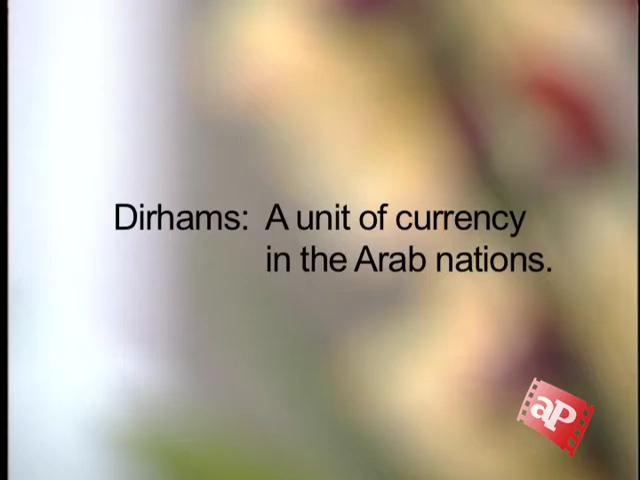 Dirhams: A unit of currency
in the Arab nations.
aP